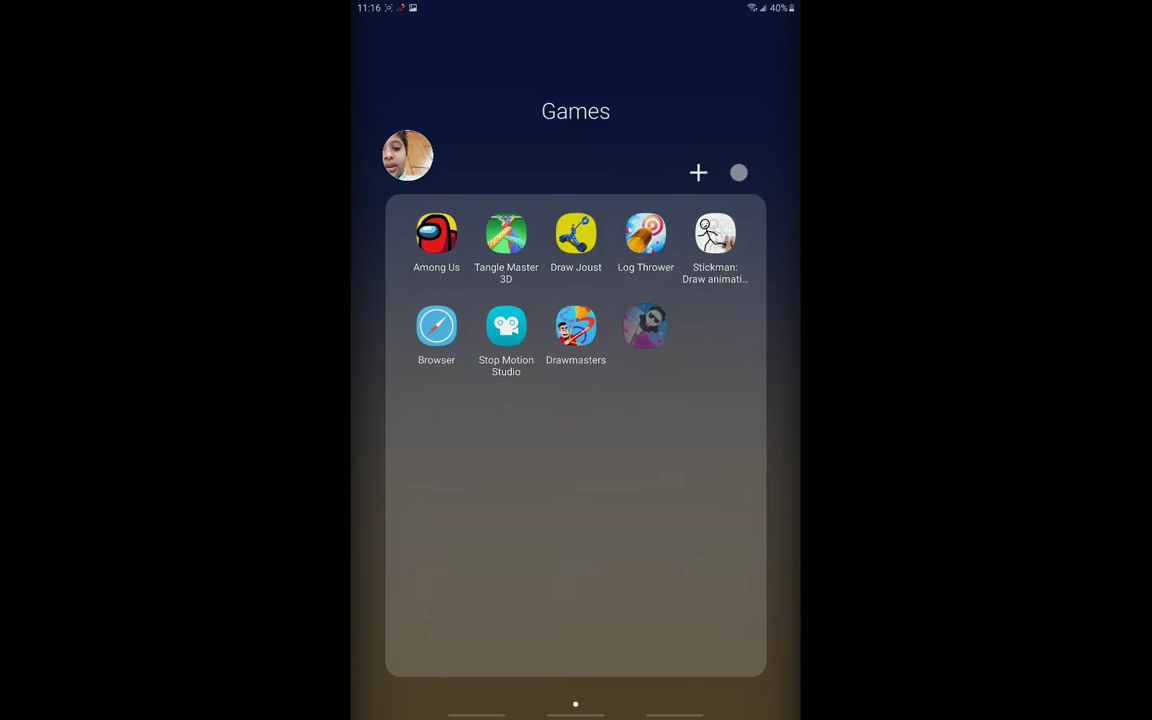 11:16
40%
Games
Among Us
Tangle Master
3D
Draw Joust
Log Thrower
Stickman:
Draw animati...
Browser
Stop Motion
Studio
Drawmasters